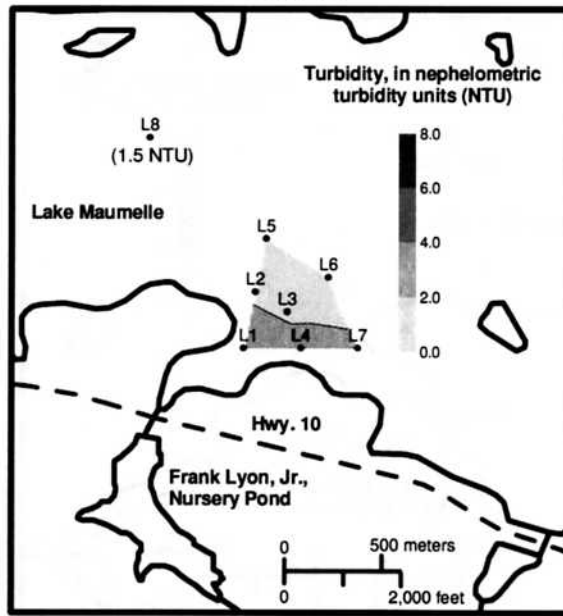 Turbidity, in nephelometric
turbidity units (NTU)
L8
(1.5 NTU)
8.0
6.0
4.0
2.0
0.0
Lake Maumelle
L5
L6
L2
L3
L1
L4
L7
Hwy. 10
Frank Lyon, Jr.,
Nursery Pond
0 500 meters
0 2,000 feet